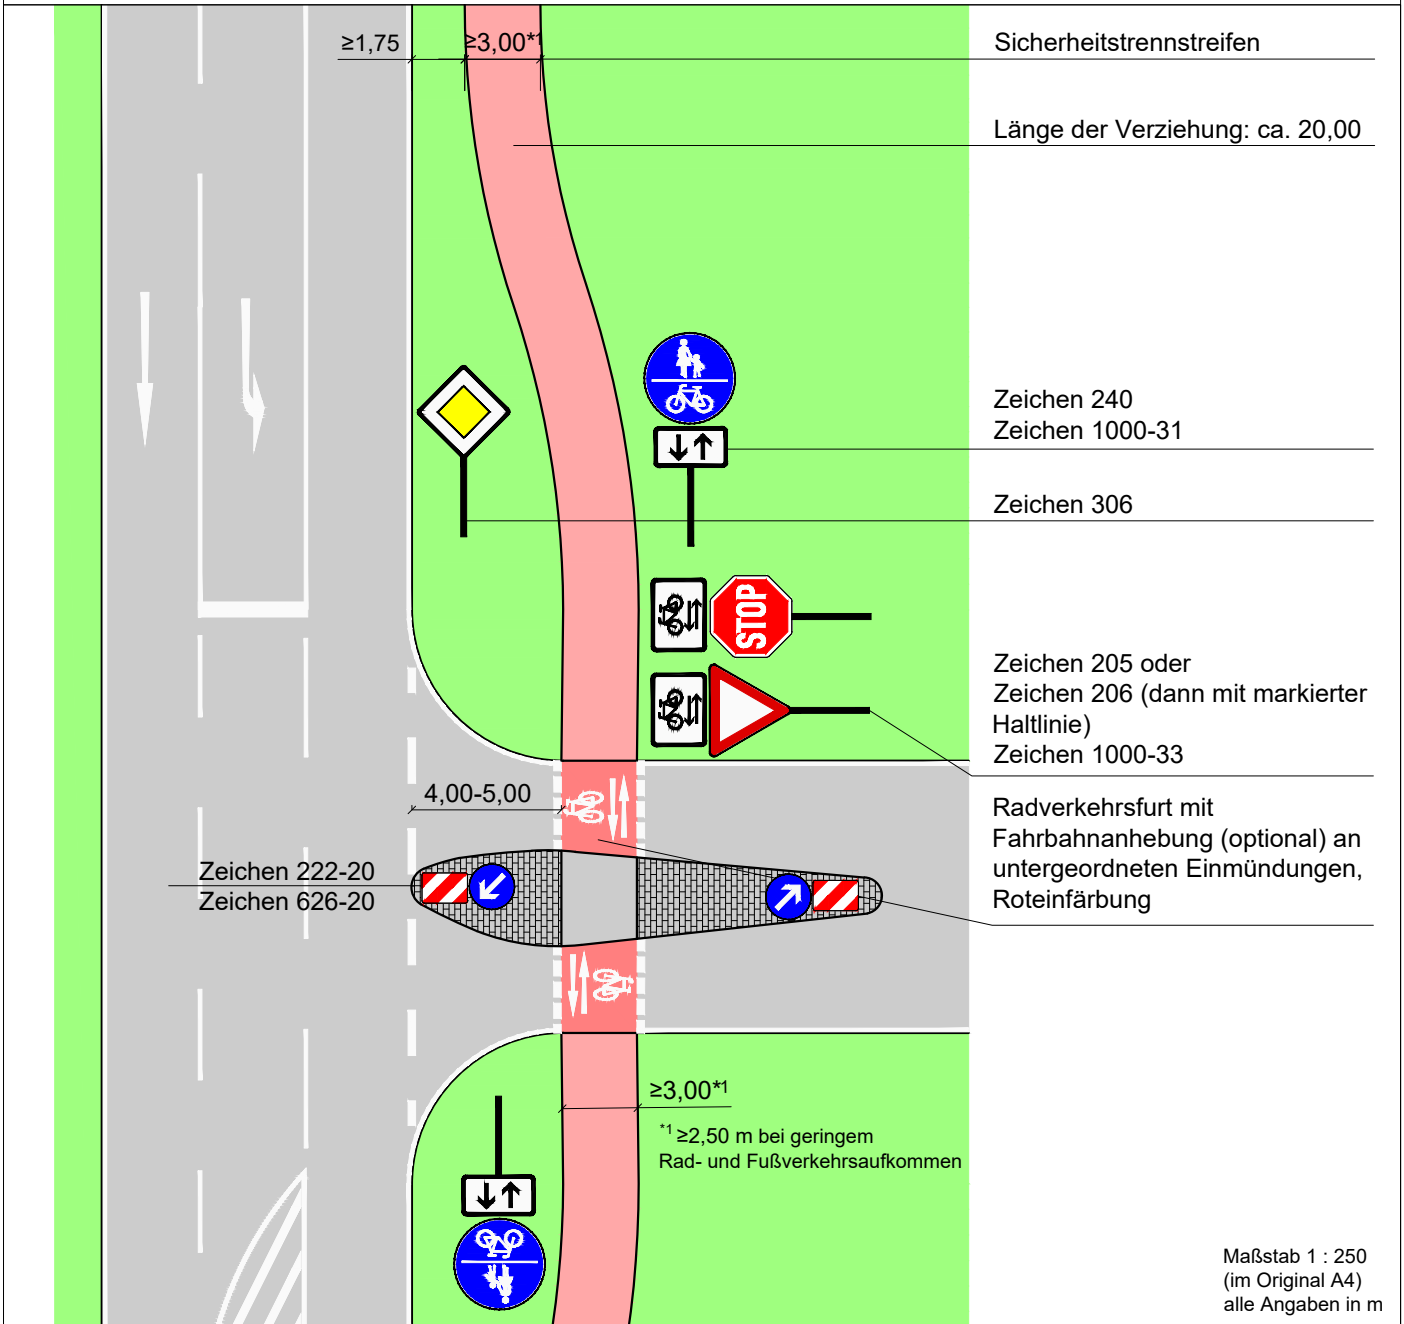 ≥1,75
≥3,00*1
Sicherheitstrennstreifen
Länge der Verziehung: ca. 20,00
Zeichen 240
Zeichen 1000-31
Zeichen 306
STOP
Zeichen 205 oder
Zeichen 206 (dann mit markierter
Haltlinie)
Zeichen 1000-33
4,00-5,00
Radverkehrsfurt mit
Fahrbahnanhebung (optional) an
untergeordneten Einmündungen,
Roteinfärbung
Zeichen 222-20
Zeichen 626-20
≥3,00*1
*1 ≥2,50 m bei geringem
Rad- und Fußverkehrsaufkommen
Maßstab 1 : 250
(im Original A4)
alle Angaben in m